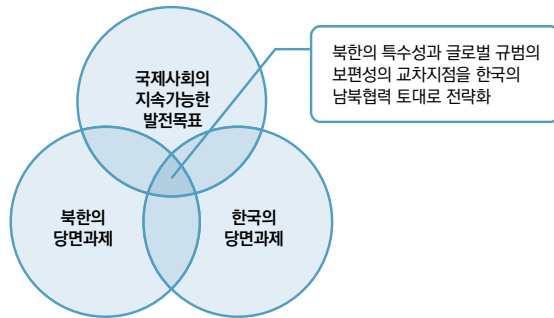 국제사회의
지속가능한
발전목표
북한의 특수성과 글로벌 규범의
보편성의 교차지점을 한국의
남북협력 토대로 전략화
북한의
당면과제
한국의
당면과제